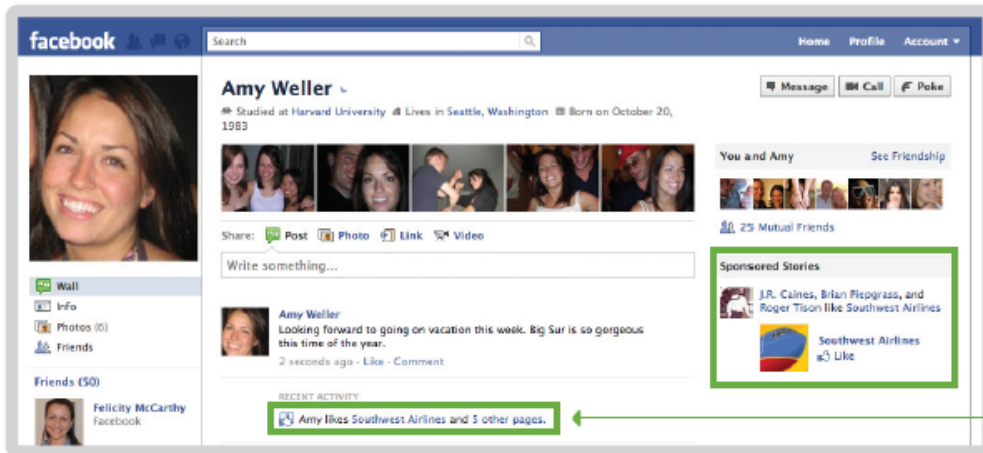 facebook
Search
Home Profile Account
Amy Weller
Message Call Poke
Studied at Harvard University Lives in Seattle, Washington Born on October 20,
1983
You and Amy See Friendship
25 Mutual Friends
Share: Post Photo Link Video
Write something...
Sponsored Stories
J.R. Caines, Brian Piepgrass, and
Roger Tison like Southwest Airlines
Southwest Airlines
Like
Wall
Info
Photos (6)
Friends
Amy Weller
Looking forward to going on vacation this week. Big Sur is so gorgeous
this time of the year.
2 seconds ago · Like · Comment
Friends (50)
Felicity McCarthy
Facebook
RECENT ACTIVITY
Amy likes Southwest Airlines and 5 other pages.